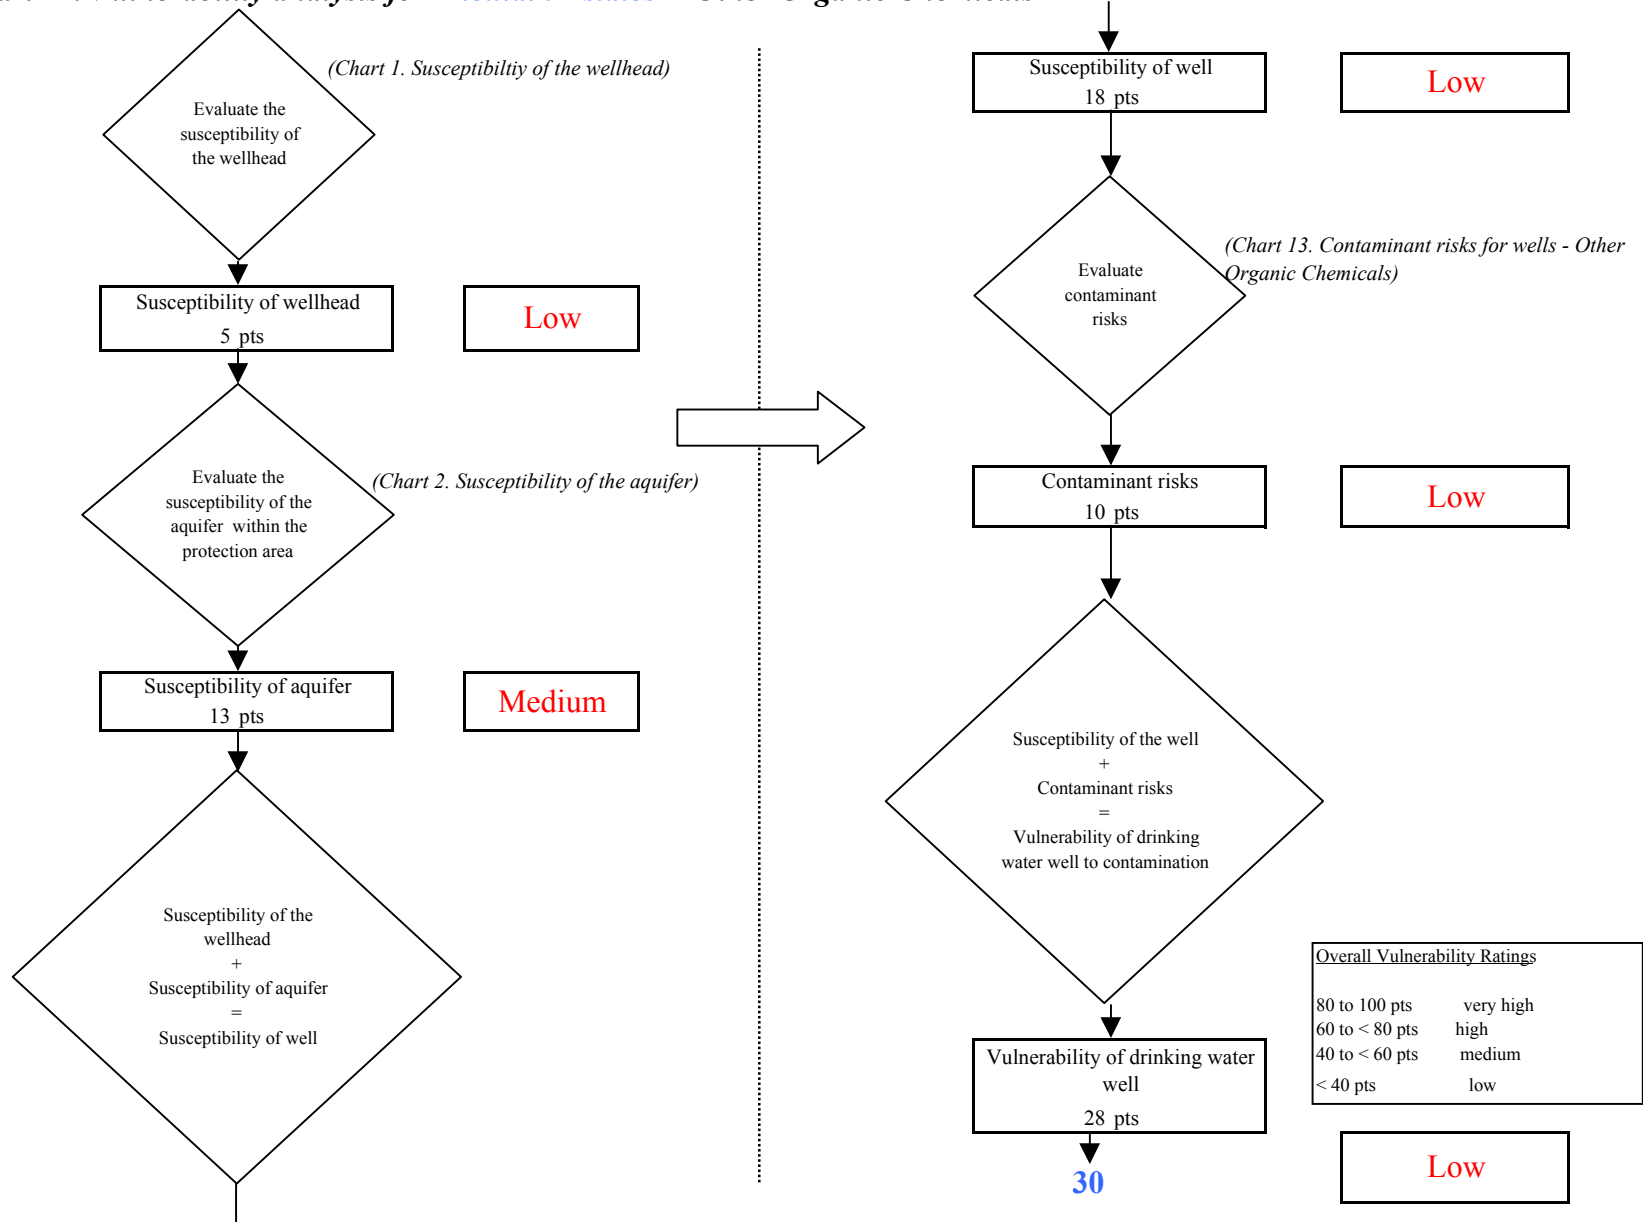 Other Organic Chemicals
(Chart 1. Susceptibiltiy of the wellhead)
Evaluate the
susceptibility of
the wellhead
Susceptibility of wellhead
5 pts
Low
Evaluate the
susceptibility of the
aquifer within the
protection area
(Chart 2. Susceptibility of the aquifer)
Susceptibility of aquifer
13 pts
Medium
Susceptibility of the
wellhead
+
Susceptibility of aquifer
=
Susceptibility of well
Susceptibility of well
18 pts
Low
Evaluate
contaminant
risks
(Chart 13. Contaminant risks for wells - Other
Organic Chemicals)
Contaminant risks
10 pts
Low
Susceptibility of the well
+
Contaminant risks
=
Vulnerability of drinking
water well to contamination
Overall Vulnerability Ratings
80 to 100 pts very high
60 to < 80 pts high
40 to < 60 pts medium
< 40 pts low
Vulnerability of drinking water
well
28 pts
30
Low